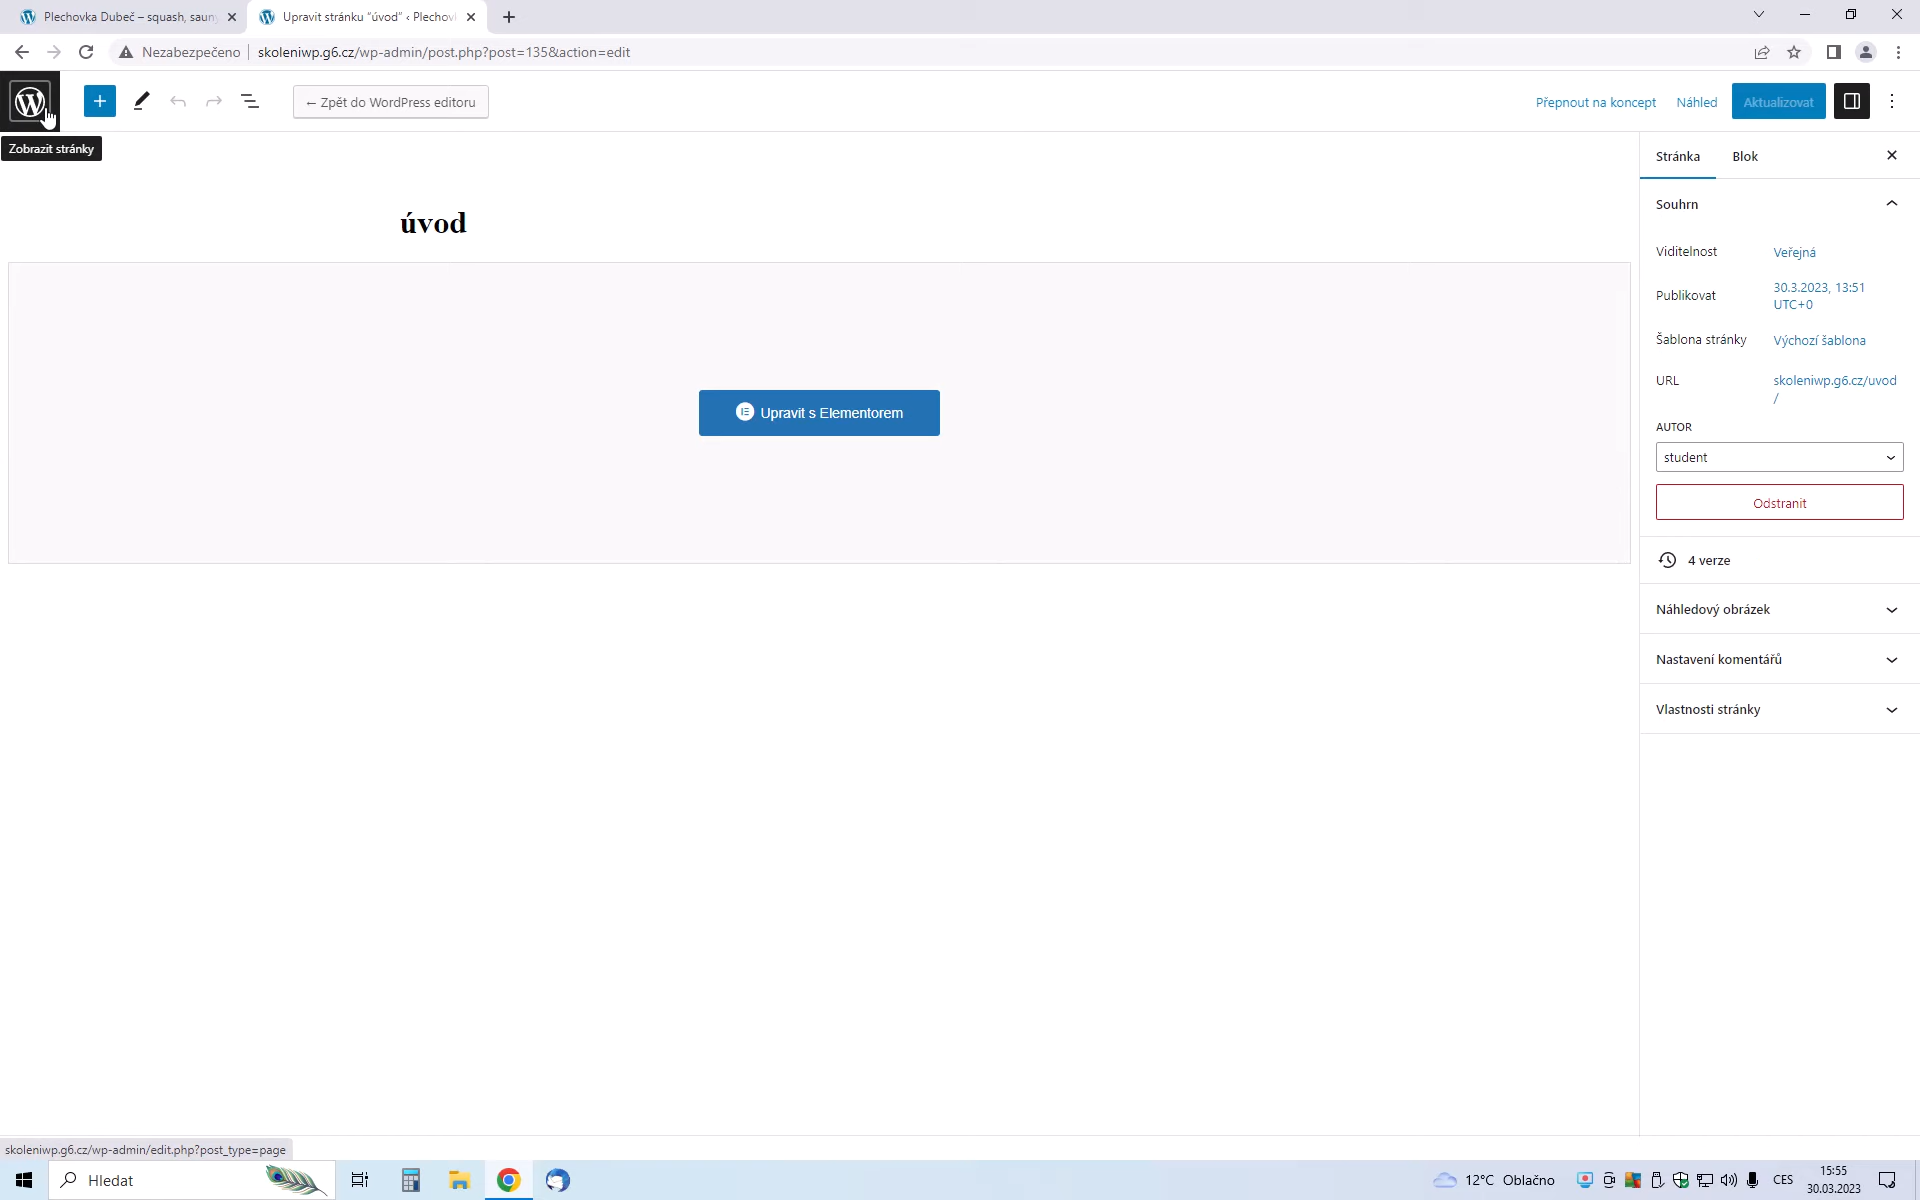 Plechovka Dubeč – squash, saun
Upravit stránku "úvod" ‹ Plechov
Nezabezpečeno
skoleniwp.g6.cz/wp-admin/post.php?post=135&action=edit
← Zpět do WordPress editoru
Přepnout na koncept
Náhled
Aktualizovat
Zobrazit stránky
Stránka
Blok
úvod
Souhrn
Viditelnost
Veřejná
Publikovat
30.3.2023, 13:51
UTC+0
Šablona stránky
Výchozí šablona
URL
skoleniwp.g6.cz/uvod
/
AUTOR
student
Upravit s Elementorem
Odstranit
4 verze
Náhledový obrázek
Nastavení komentářů
Vlastnosti stránky
skoleniwp.g6.cz/wp-admin/edit.php?post_type=page
Hledat
12°C Oblačno
CES
15:55
30.03.2023